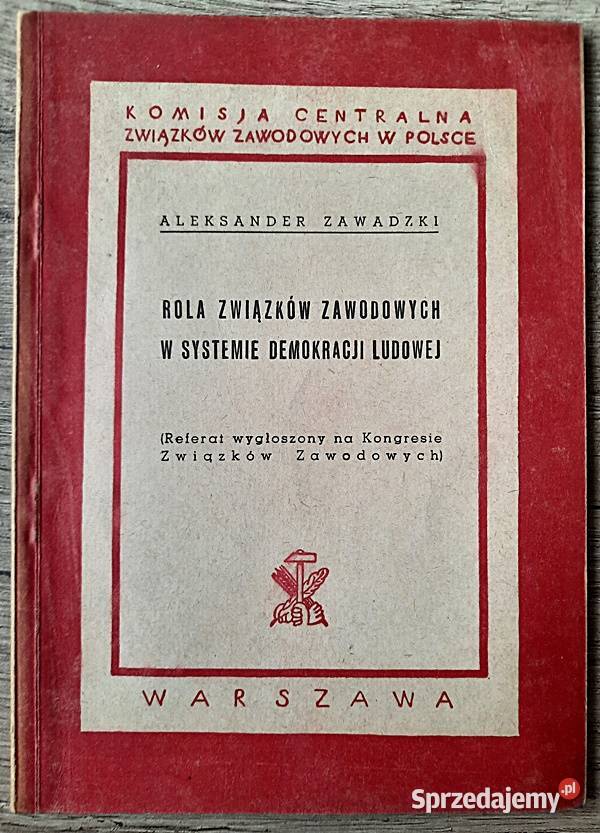 KOMISJA CENTRALNA
ZWIĄZKÓW ZAWODOWYCH W POLSCE
ALEKSANDER ZAWADZKI
ROLA ZWIĄZKÓW ZAWODOWYCH
W SYSTEMIE DEMOKRACJI LUDOWEJ
(Referat wygłoszony na Kongresie
Związków Zawodowych)
WARSZAWA
Sprzedajemy.pl